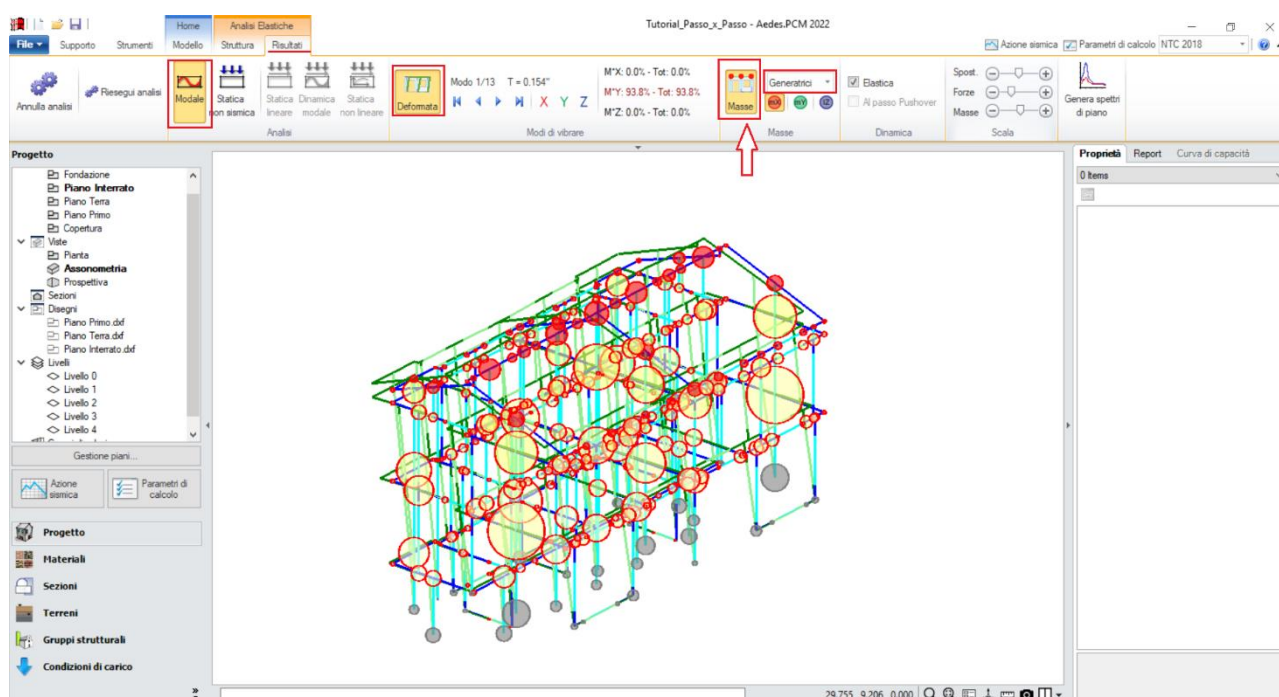 Tutorial_Passo_x_Passo - Aedes.PCM 2022
Home
Analisi Elastiche
File
Supporto
Strumenti
Modello
Struttura
Risultati
Azione sismica
Parametri di calcolo
NTC 2018
Annulla analisi
Riesegui analisi
Modale
Statica
non sismica
Statica
lineare
Dinamica
modale
Statica
non lineare
Analisi
Deformata
Modo 1/13 T = 0.154"
X Y Z
M*X: 0.0% - Tot: 0.0%
M*Y: 93.8% - Tot: 93.8%
M*Z: 0.0% - Tot: 0.0%
Modi di vibrare
Masse
Generatrici
mX
mY
Masse
Elastica
Al passo Pushover
Dinamica
Spost.
Forze
Masse
Scala
Genera spettri
di piano
Progetto
Fondazione
Piano Interrato
Piano Terra
Piano Primo
Copertura
Viste
Pianta
Assonometria
Prospettiva
Sezioni
Disegni
Piano Primo.dxf
Piano Terra.dxf
Piano Interrato.dxf
Livelli
Livello 0
Livello 1
Livello 2
Livello 3
Livello 4
Gestione piani...
Azione
sismica
Parametri di
calcolo
Progetto
Materiali
Sezioni
Terreni
Gruppi strutturali
Condizioni di carico
Proprietà
Report
Curva di capacità
0 Items
29.755 9.206 0.000